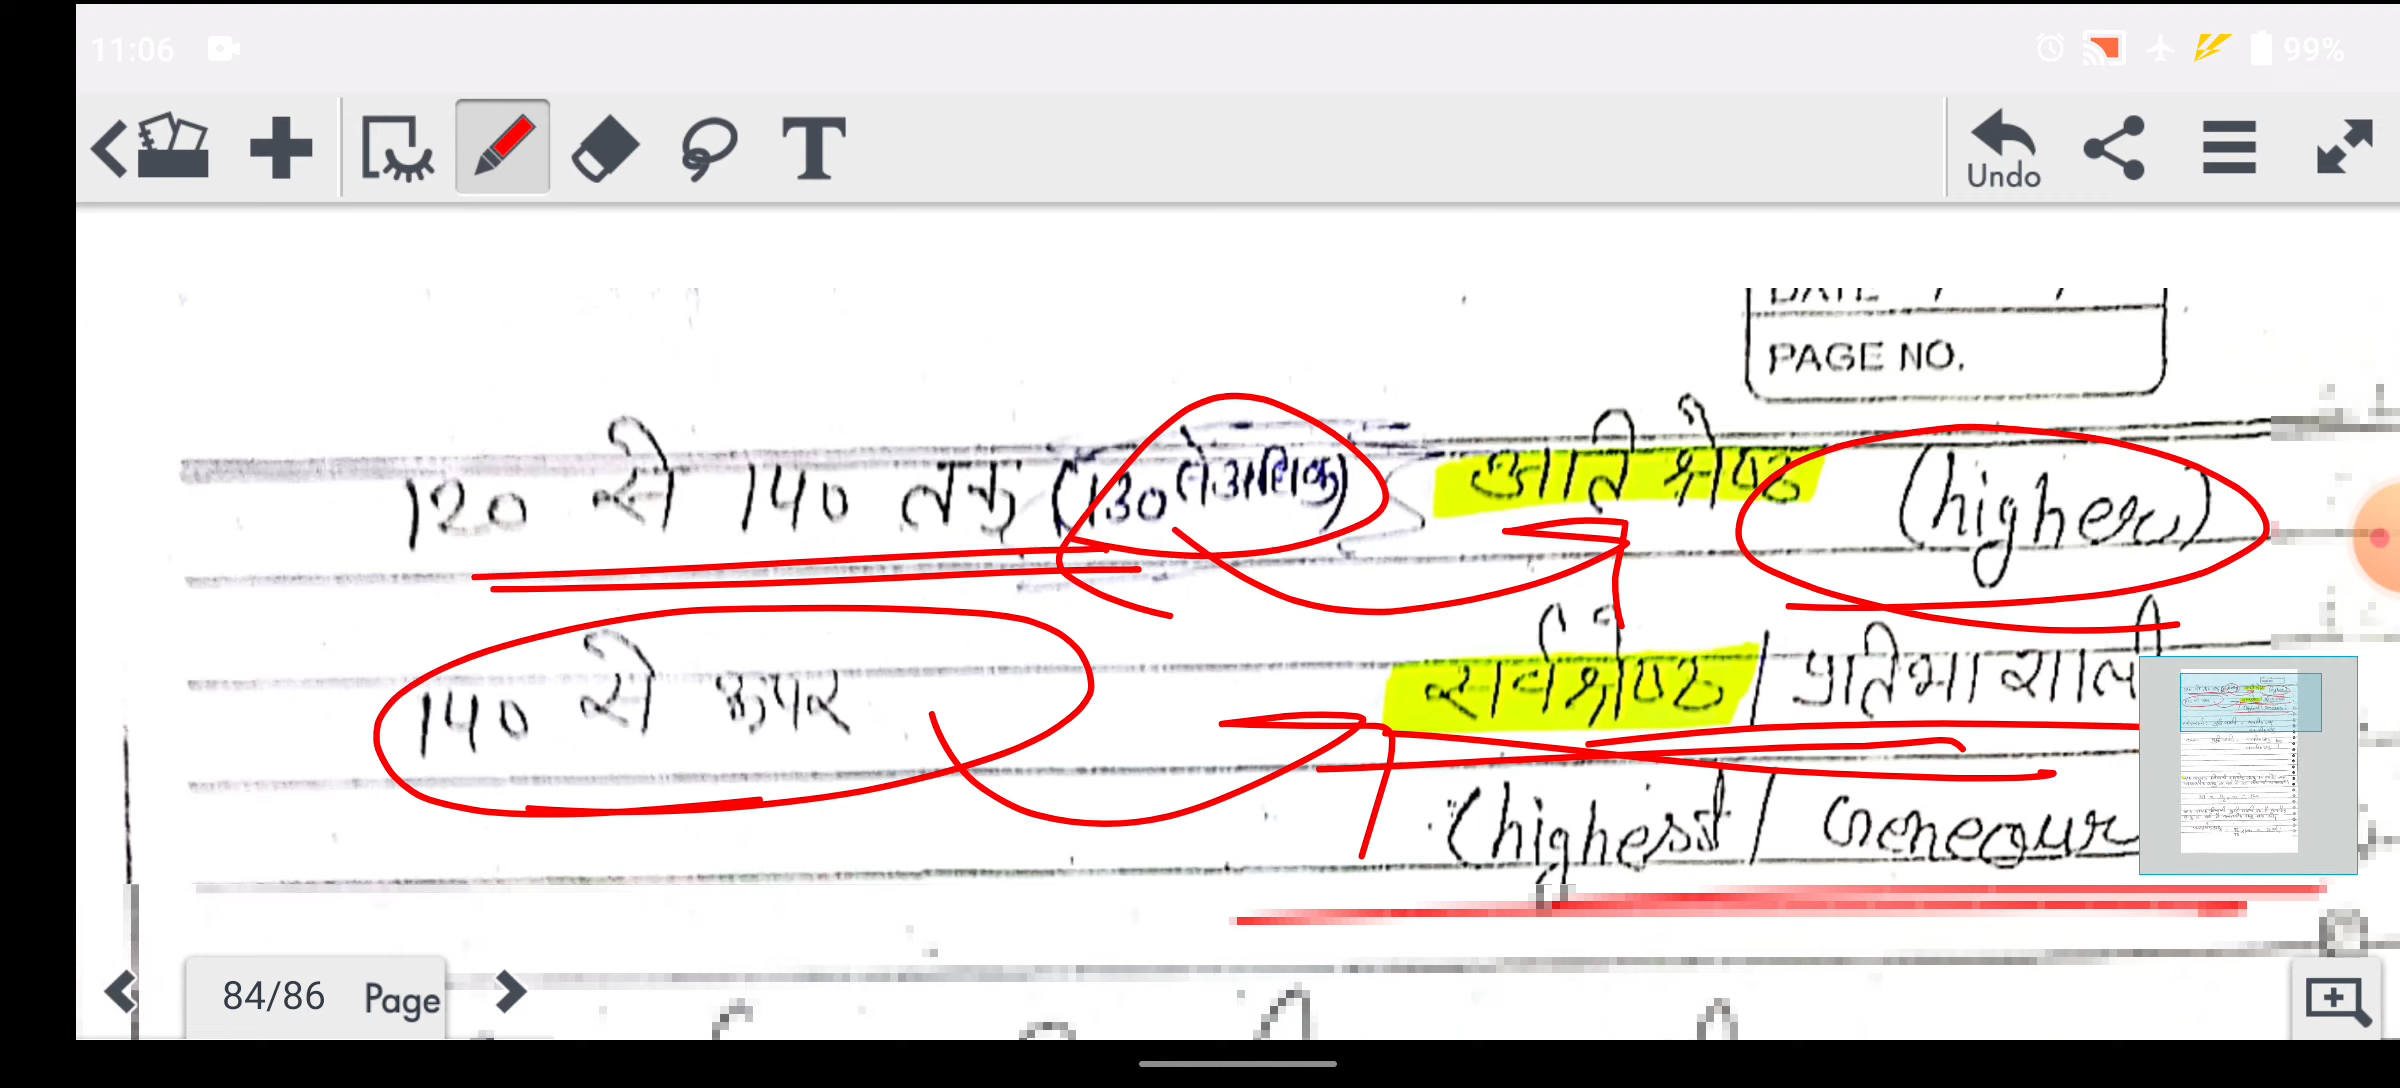 11:06 99%
T Undo
DATE / /
PAGE NO.
120 से 140 तक (130 से अधिक) अति श्रेष्ठ (higher)
140 से ऊपर सर्वश्रेष्ठ / प्रतिभाशाली
(highest /
84/86 Page